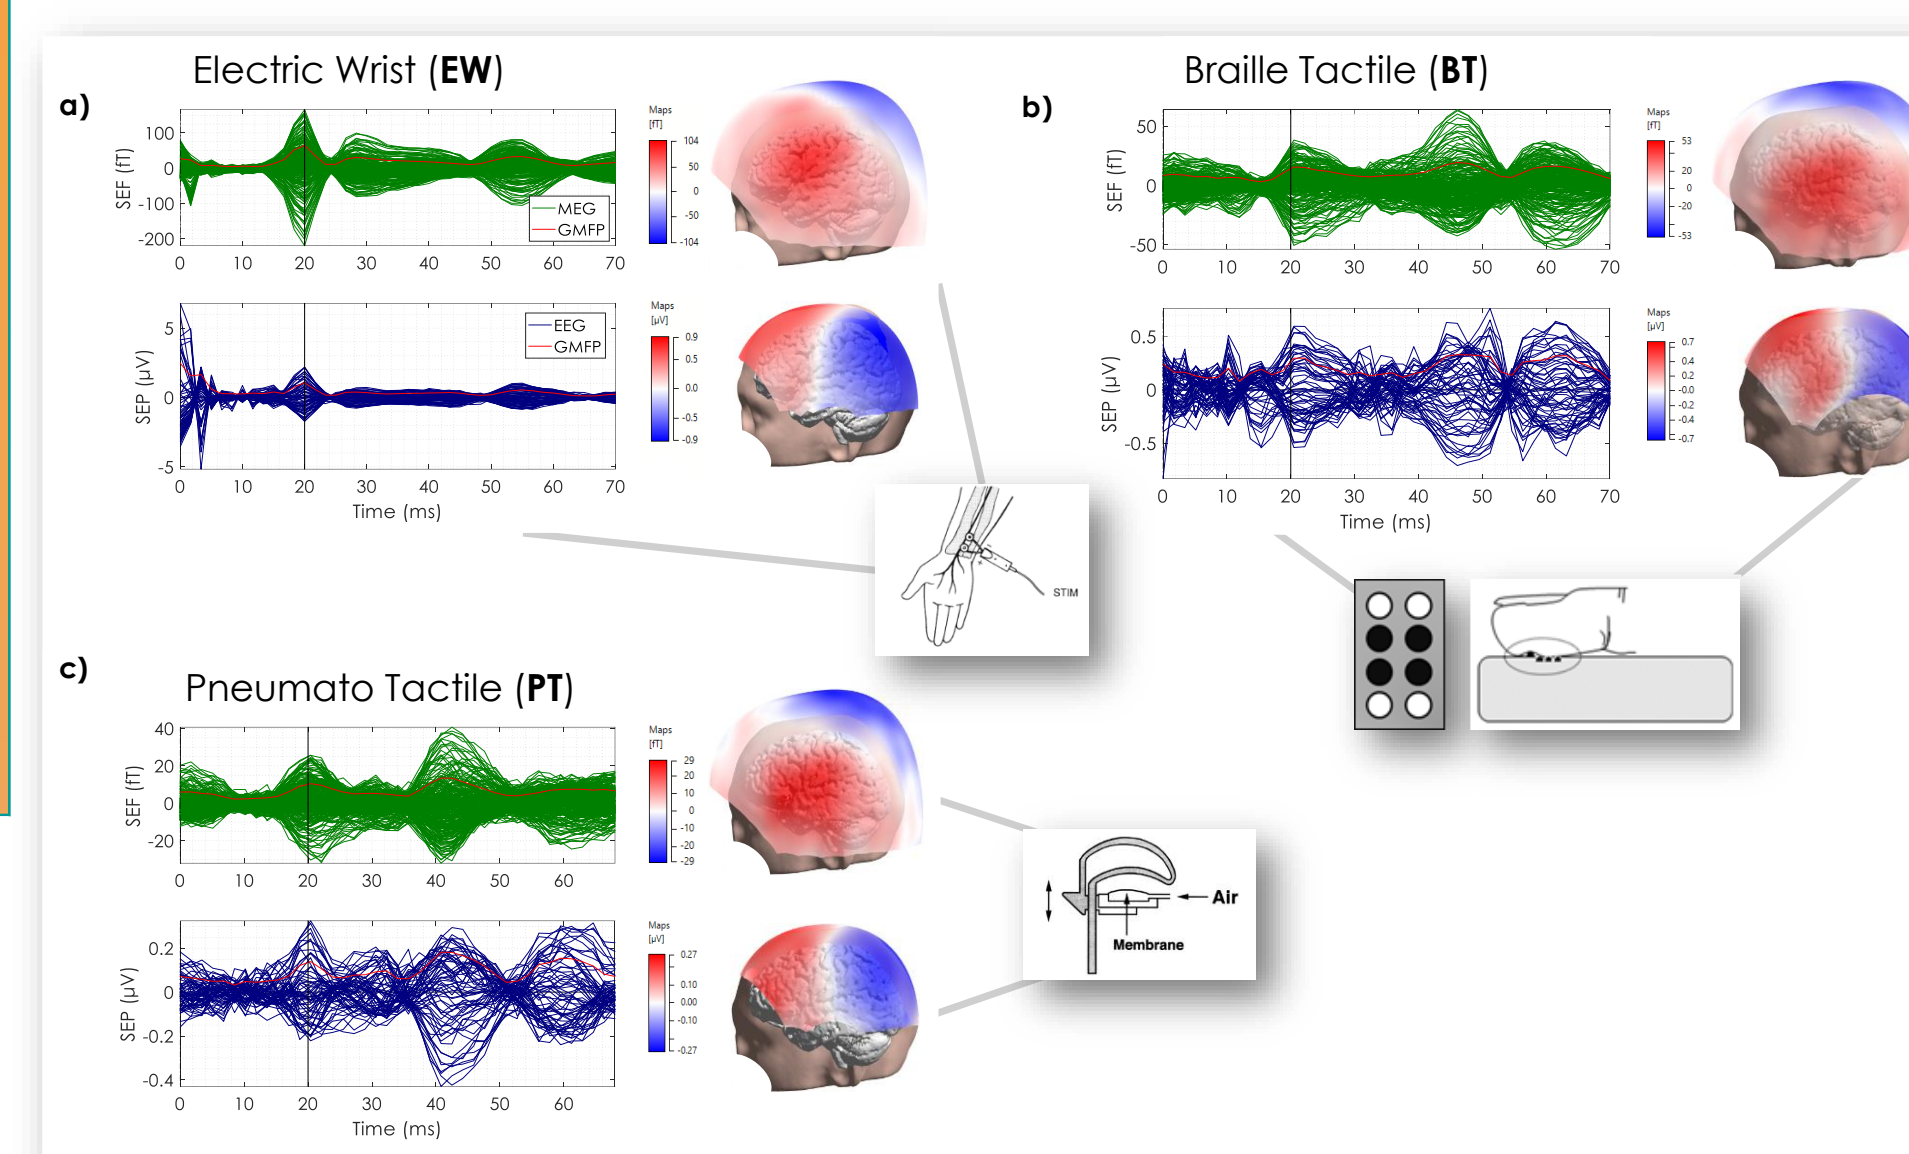 Electric Wrist (EW)
a)
SEF (fT)
100
0
-100
-200
MEG
GMFP
0 10 20 30 40 50 60 70
Maps
[fT]
104
50
0
-50
-104
SEP (µV)
5
0
-5
EEG
GMFP
0 10 20 30 40 50 60 70
Time (ms)
Maps
[µV]
0.9
0.5
0.0
-0.5
-0.9
STIM
Braille Tactile (BT)
b)
SEF (fT)
50
0
-50
0 10 20 30 40 50 60 70
Maps
[fT]
53
20
0
-20
-53
SEP (µV)
0.5
0
-0.5
0 10 20 30 40 50 60 70
Time (ms)
Maps
[µV]
0.7
0.4
0.2
-0.0
-0.2
-0.4
-0.7
c)
Pneumato Tactile (PT)
SEF (fT)
40
20
0
-20
0 10 20 30 40 50 60
Maps
[fT]
29
20
10
0
-10
-20
-29
SEP (µV)
0.2
0
-0.2
-0.4
0 10 20 30 40 50 60
Time (ms)
Maps
[µV]
0.27
0.10
0.00
-0.10
-0.27
Air
Membrane